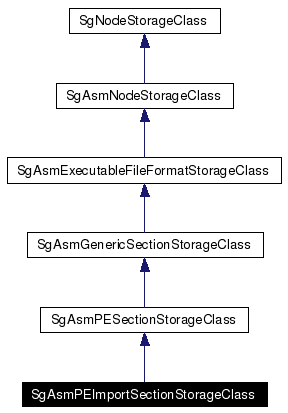 SgNodeStorageClass
SgAsmNodeStorageClass
SgAsmExecutableFileFormatStorageClass
SgAsmGenericSectionStorageClass
SgAsmPESectionStorageClass
SgAsmPEImportSectionStorageClass